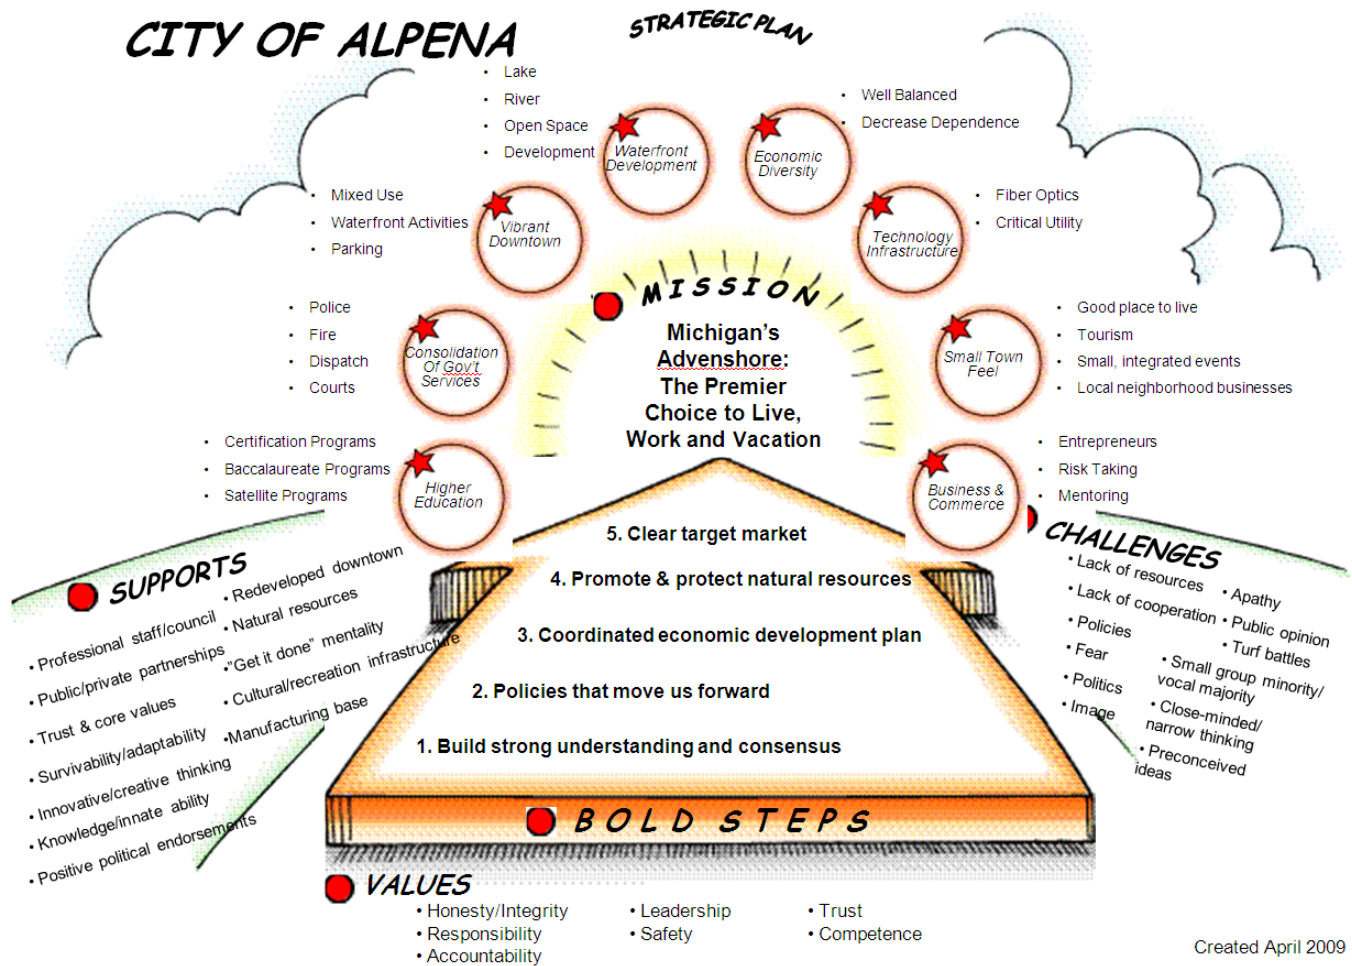 CITY OF ALPENA
STRATEGIC PLAN
• Lake
• River
• Open Space
• Development
Waterfront
Development
Economic
Diversity
• Well Balanced
• Decrease Dependence
• Mixed Use
• Waterfront Activities
• Parking
Vibrant
Downtown
Technology
Infrastructure
• Fiber Optics
• Critical Utility
• Police
• Fire
• Dispatch
• Courts
Consolidation
Of Gov't
Services
Small Town
Feel
• Good place to live
• Tourism
• Small, integrated events
• Local neighborhood businesses
• Certification Programs
• Baccalaureate Programs
• Satellite Programs
Higher
Education
Business &
Commerce
• Entrepreneurs
• Risk Taking
• Mentoring
MISSION
Michigan's
Advenshore:
The Premier
Choice to Live,
Work and Vacation
5. Clear target market
4. Promote & protect natural resources
3. Coordinated economic development plan
2. Policies that move us forward
1. Build strong understanding and consensus
BOLD STEPS
SUPPORTS
• Professional staff/council
• Public/private partnerships
• Trust & core values
• Survivability/adaptability
• Innovative/creative thinking
• Knowledge/innate ability
• Positive political endorsements
• Redeveloped downtown
• Natural resources
•"Get it done" mentality
• Cultural/recreation infrastructure
•Manufacturing base
CHALLENGES
• Lack of resources
• Lack of cooperation
• Policies
• Fear
• Politics
• Image
• Apathy
• Public opinion
• Turf battles
• Small group minority/
vocal majority
• Close-minded/
narrow thinking
• Preconceived
ideas
VALUES
• Honesty/Integrity
• Responsibility
• Accountability
• Leadership
• Safety
• Trust
• Competence
Created April 2009